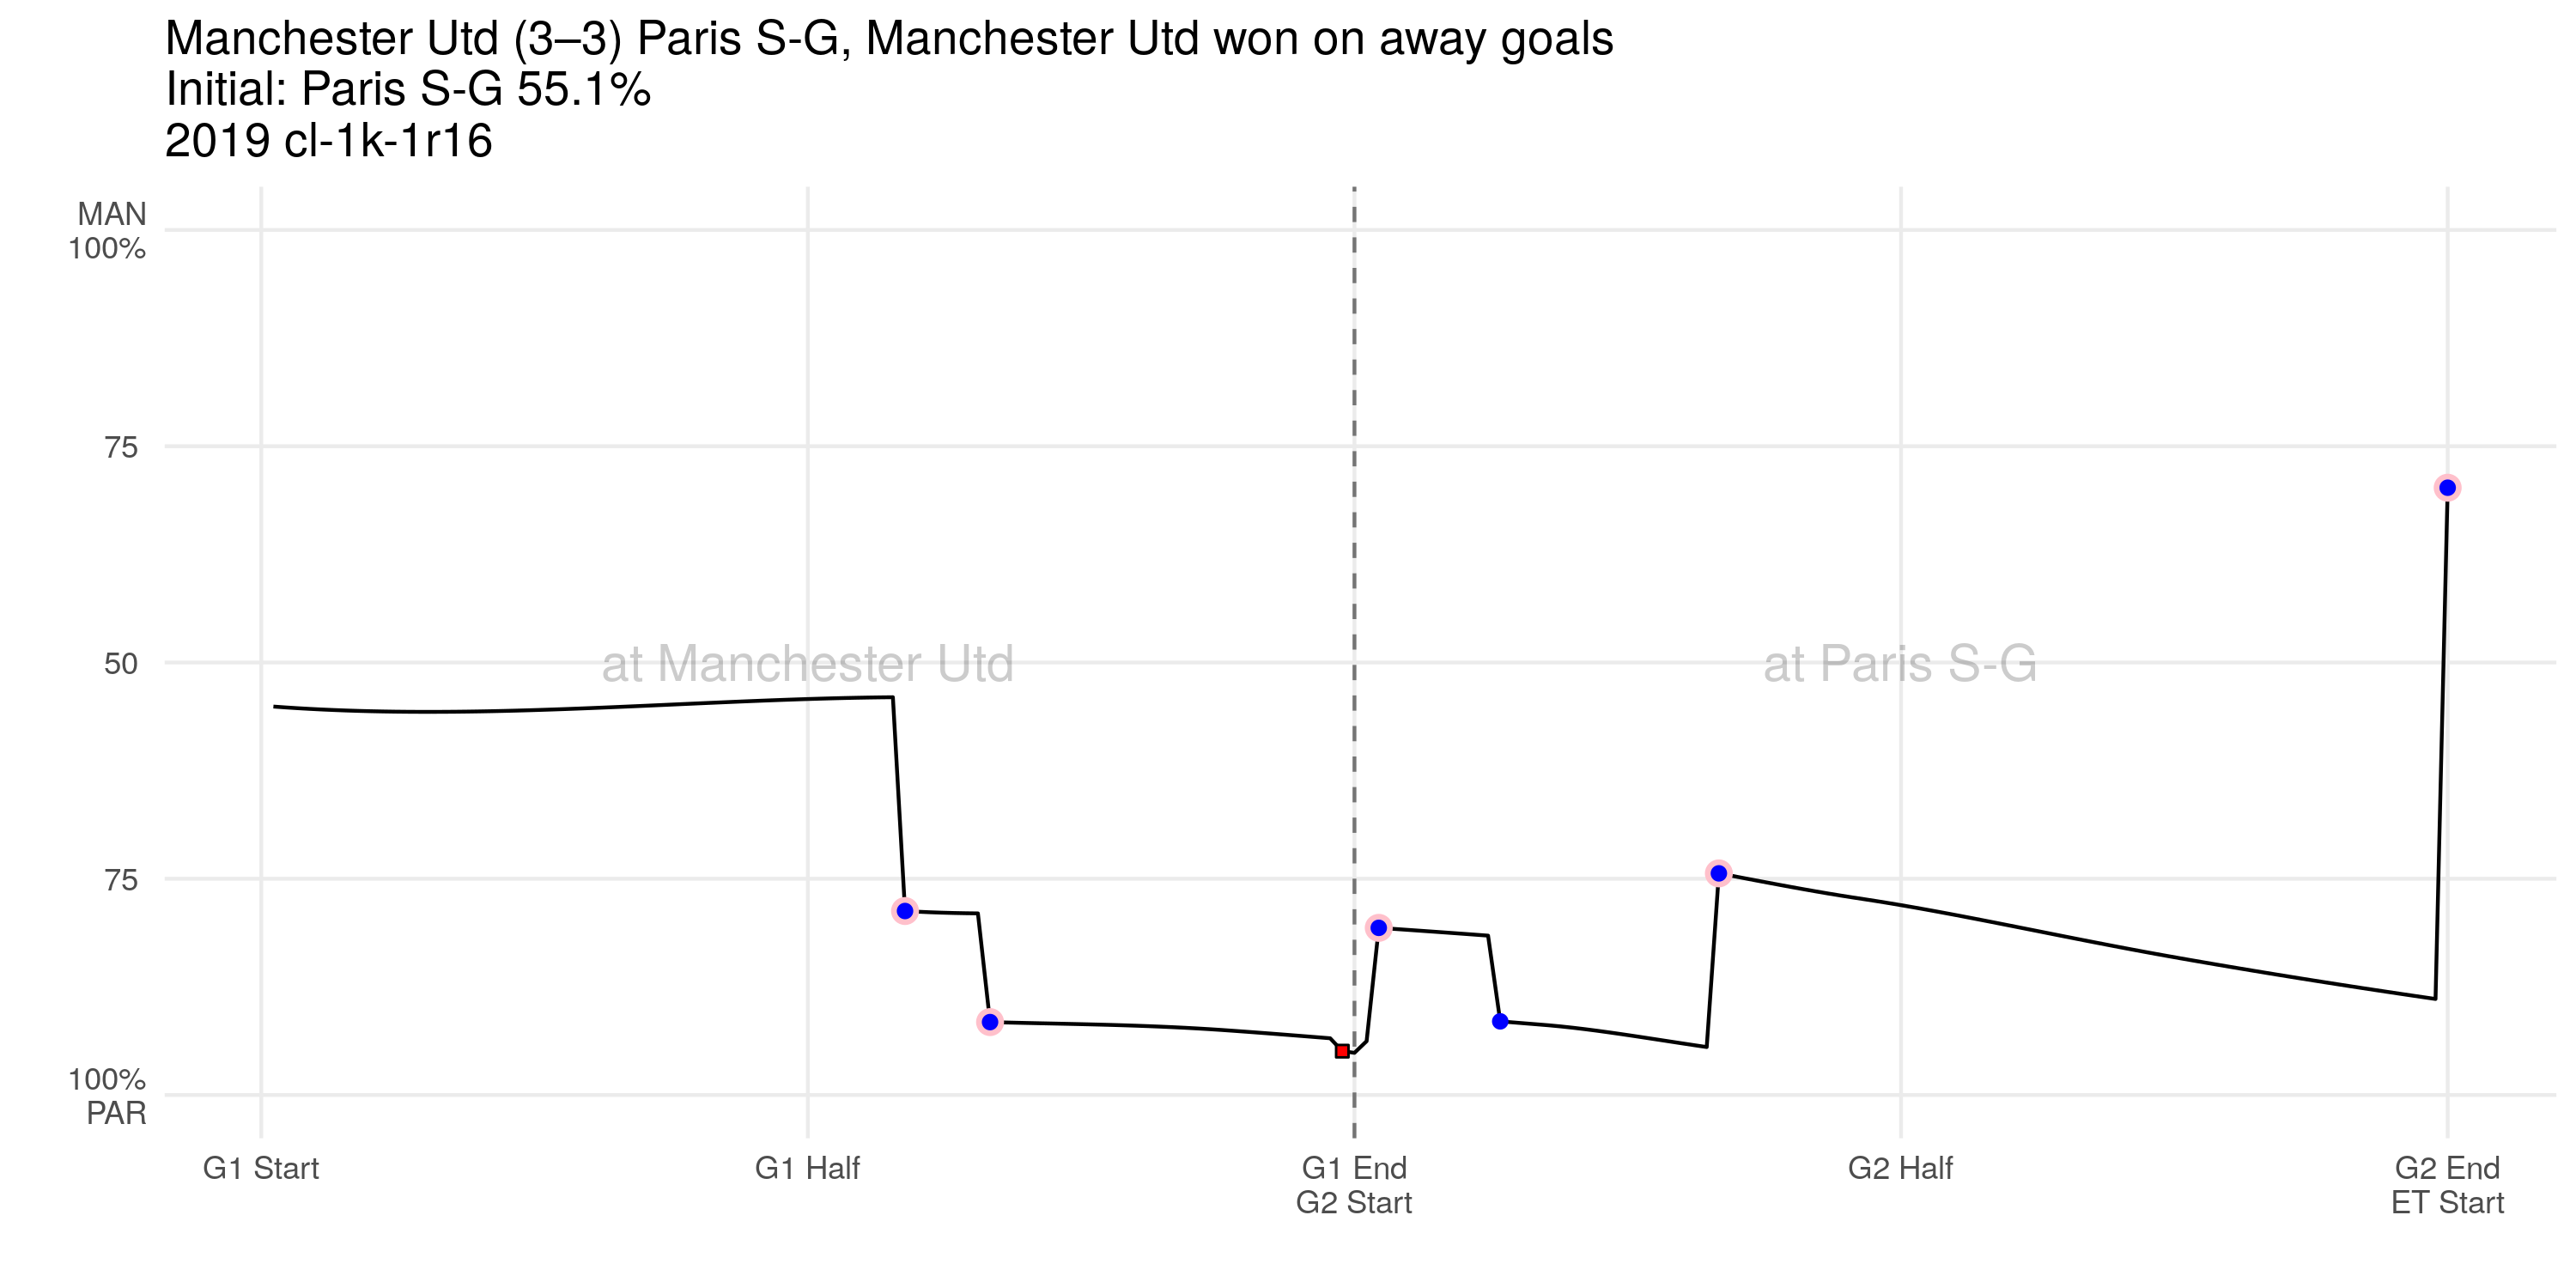 Manchester Utd (3–3) Paris S-G, Manchester Utd won on away goals
Initial: Paris S-G 55.1%
2019 cl-1k-1r16
MAN
100%
75
50
75
100%
PAR
at Manchester Utd
at Paris S-G
G1 Start
G1 Half
G1 End
G2 Start
G2 Half
G2 End
ET Start